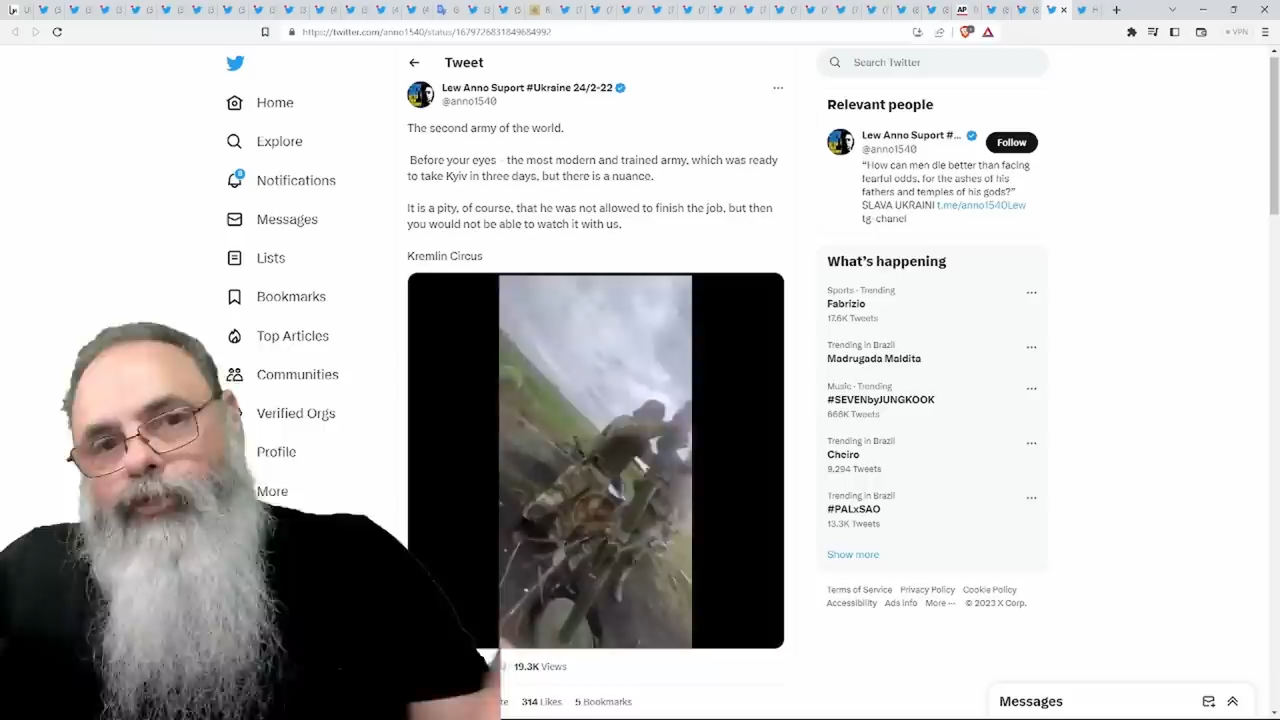 https://twitter.com/anno1540/status/1679726831849684992
VPN
Home
Explore
8
Notifications
Messages
Lists
Bookmarks
Top Articles
Communities
Verified Orgs
Profile
More
Tweet
Lew Anno Suport #Ukraine 24/2-22
@anno1540
The second army of the world.
Before your eyes - the most modern and trained army, which was ready
to take Kyiv in three days, but there is a nuance.
It is a pity, of course, that he was not allowed to finish the job, but then
you would not be able to watch it with us.
Kremlin Circus
19.3K Views
314 Likes 5 Bookmarks
Search Twitter
Relevant people
Lew Anno Suport #...
@anno1540
Follow
“How can men die better than facing
fearful odds, for the ashes of his
fathers and temples of his gods?”
SLAVA UKRAINI t.me/anno1540Lew
tg-chanel
What’s happening
Sports · Trending
Fabrizio
17.6K Tweets
Trending in Brazil
Madrugada Maldita
Music · Trending
#SEVENbyJUNGKOOK
666K Tweets
Trending in Brazil
Cheiro
9,294 Tweets
Trending in Brazil
#PALxSAO
13.3K Tweets
Show more
Terms of Service Privacy Policy Cookie Policy
Accessibility Ads info More ··· © 2023 X Corp.
Messages